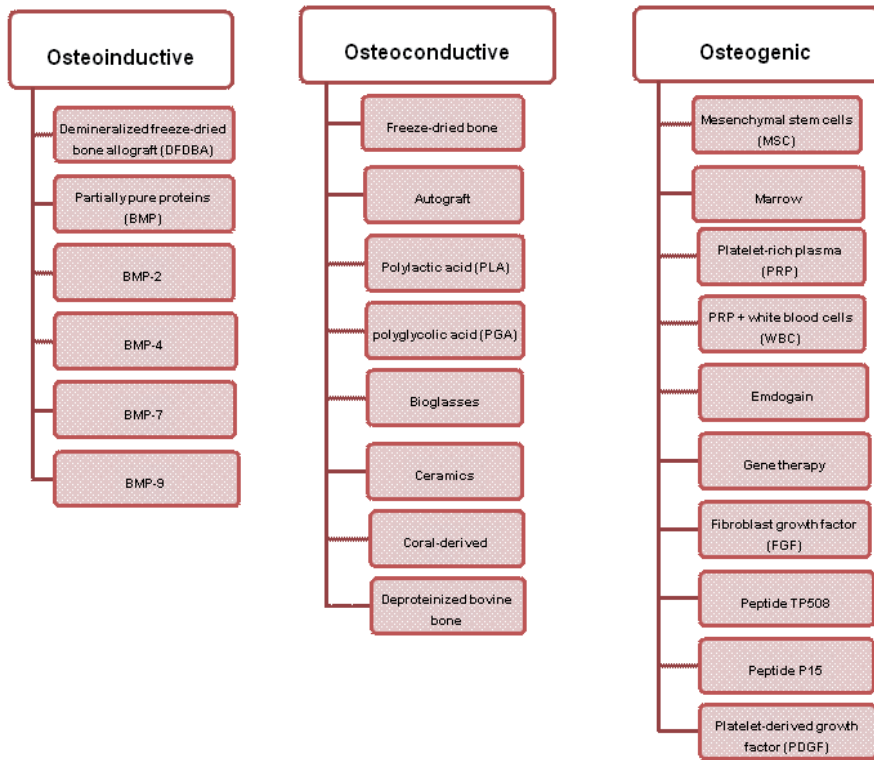 Osteoinductive
Demineralized freeze-dried
bone allograft (DFDBA)
Partially pure proteins
(BMP)
BMP-2
BMP-4
BMP-7
BMP-9
Osteoconductive
Freeze-dried bone
Autograft
Polylactic acid (PLA)
polyglycolic acid (PGA)
Bioglasses
Ceramics
Coral-derived
Deproteinized bovine
bone
Osteogenic
Mesenchymal stem cells
(MSC)
Marrow
Platelet-rich plasma
(PRP)
PRP + white blood cells
(WBC)
Emdogain
Gene therapy
Fibroblast growth factor
(FGF)
Peptide TP508
Peptide P15
Platelet-derived growth
factor (PDGF)